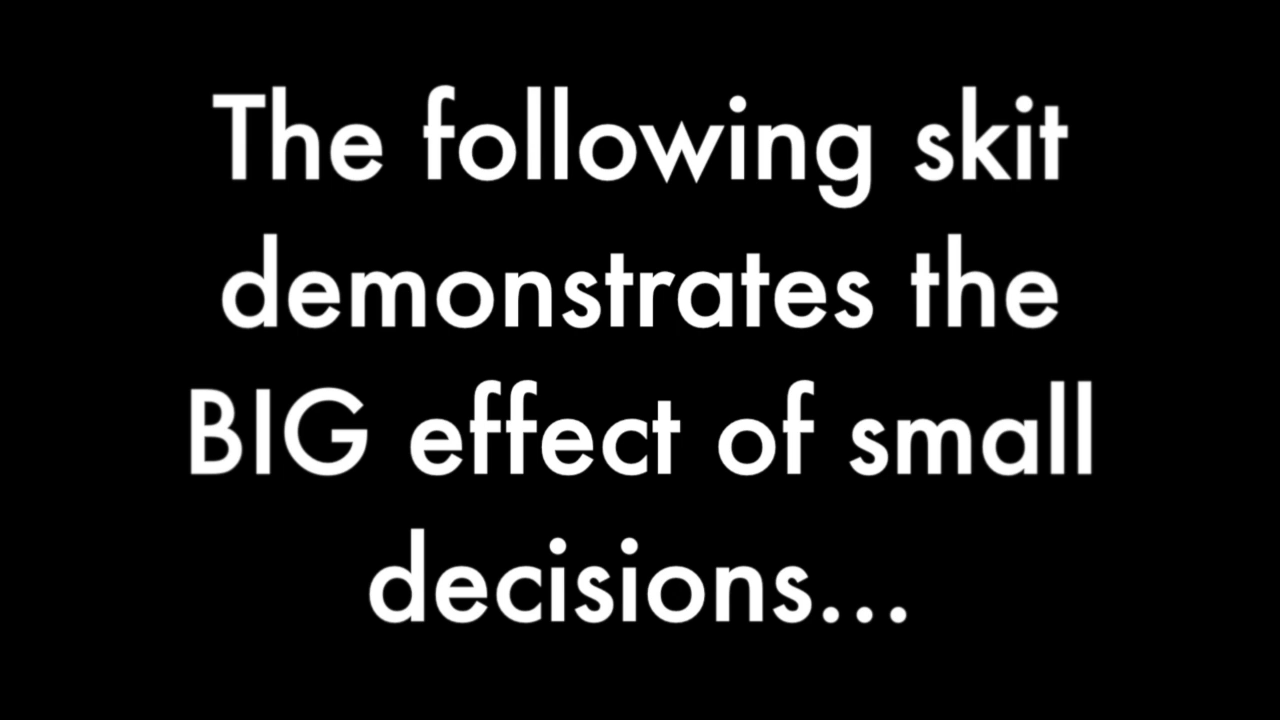 The following skit
demonstrates the
BIG effect of small
decisions...